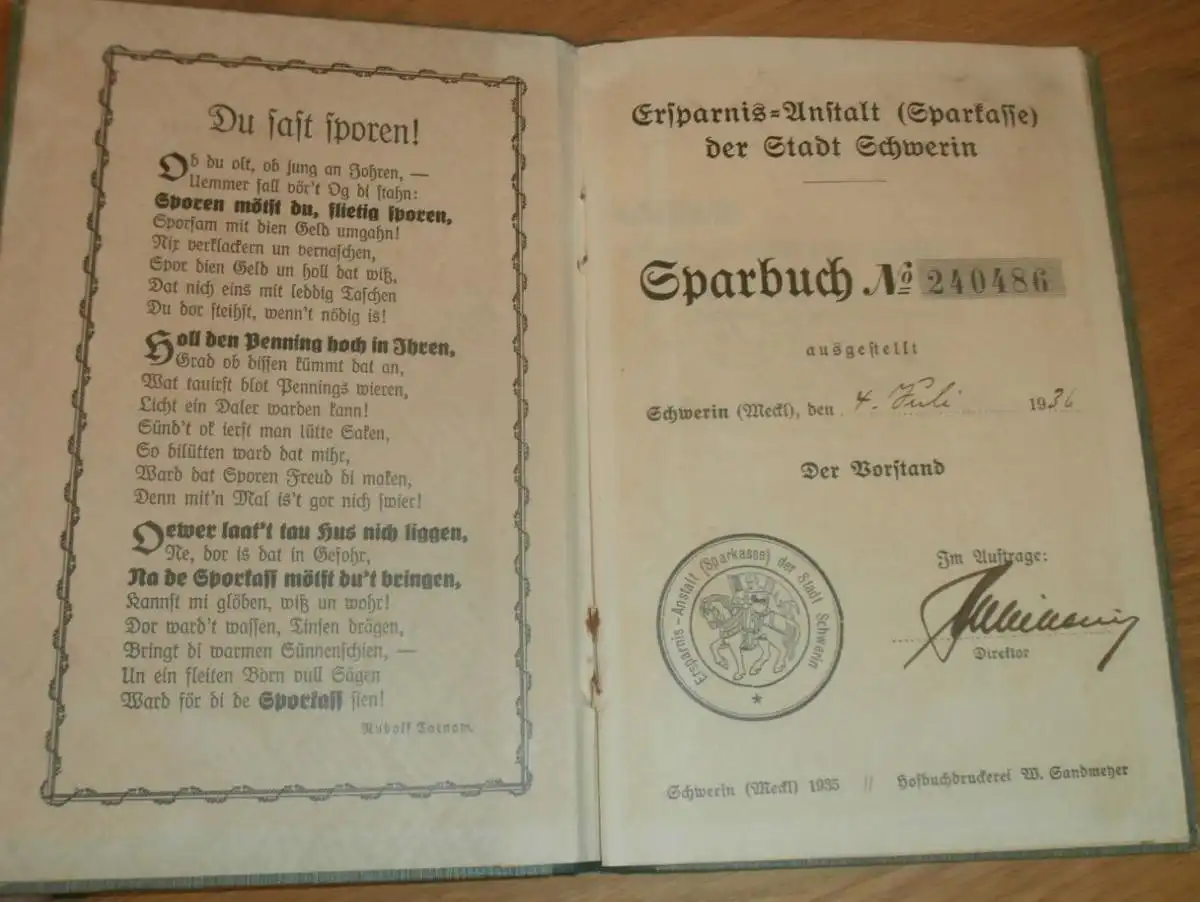 Du sast sporen!
Ob du olt, ob jung an Johren, —
Uemmer sall vör't Og di stahn:
Sporen mötst du, flietig sporen,
Sporsam mit dien Geld umgahn!
Nix verklackern un vernaschen,
Spor dien Geld un holl dat wiß,
Dat nich eins mit leddig Taschen
Du dor steihst, wenn't nödig is!
Holl den Penning hoch in Ihren,
Grad ob dissen kümmt dat an,
Wat tauirst blot Pennings wieren,
Licht ein Daler warden kann!
Sünd't ok ierst man lütte Saken,
So bilütten ward dat mihr,
Ward dat Sporen Freud di maken,
Denn mit'n Mal is't gor nich swier!
Oewer laat't tau Hus nich liggen,
Ne, dor is dat in Gefohr,
Na de Sporkass mölst du't bringen,
Kannst mi glöben, wiß un wohr!
Dor ward't wassen, Tinsen drägen,
Bringt di warmen Sünnenschien, —
Un ein fleiten Börn vull Sägen
Ward för di de Sporkass sien!
Rudolf Tarnow.
Ersparnis=Anstalt (Sparkasse)
der Stadt Schwerin
Sparbuch No 240486
ausgestellt
Schwerin (Meckl), den 4. Juli 1936
Der Vorstand
Ersparnis-Anstalt (Sparkasse) der Stadt Schwerin
Im Auftrage:
Direktor
Schwerin (Meckl) 1935 // Hofbuchdruckerei W. Sandmeyer